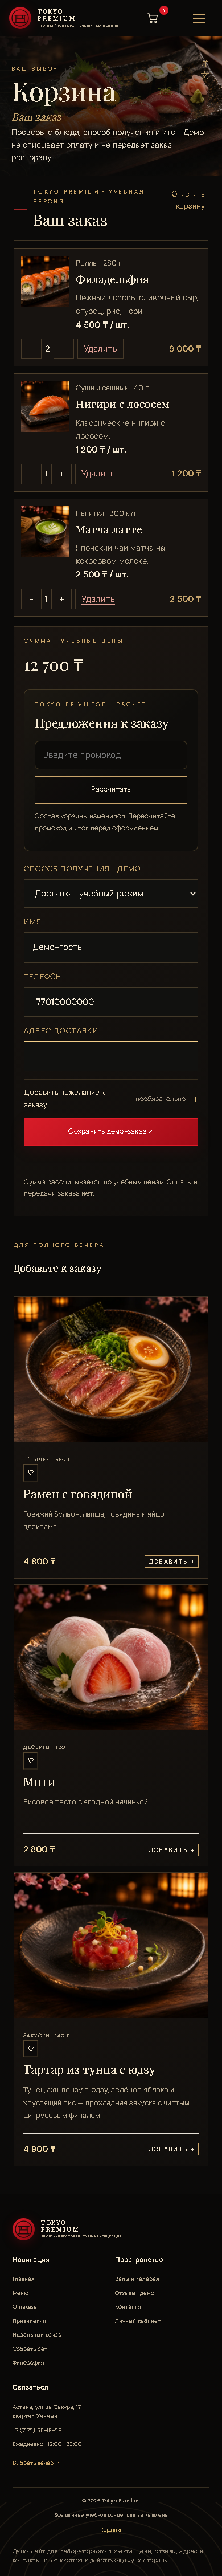 TOKYO
PREMIUM
ЯПОНСКИЙ РЕСТОРАН · УЧЕБНАЯ КОНЦЕПЦИЯ
4
ВАШ ВЫБОР
Корзина
Ваш заказ
Проверьте блюда, способ получения и итог. Демо
не списывает оплату и не передаёт заказ
ресторану.
TOKYO PREMIUM · УЧЕБНАЯ
ВЕРСИЯ
Ваш заказ
Очистить
корзину
Роллы · 280 г
Филадельфия
Нежный лосось, сливочный сыр,
огурец, рис, нори.
4 500 ₸ / шт.
− 2 + Удалить 9 000 ₸
Суши и сашими · 40 г
Нигири с лососем
Классические нигири с
лососем.
1 200 ₸ / шт.
− 1 + Удалить 1 200 ₸
Напитки · 300 мл
Матча латте
Японский чай матча на
кокосовом молоке.
2 500 ₸ / шт.
− 1 + Удалить 2 500 ₸
СУММА · УЧЕБНЫЕ ЦЕНЫ
12 700 ₸
TOKYO PRIVILEGE · РАСЧЁТ
Предложения к заказу
Введите промокод
Рассчитать
Состав корзины изменился. Пересчитайте
промокод и итог перед оформлением.
СПОСОБ ПОЛУЧЕНИЯ · ДЕМО
Доставка · учебный режим
ИМЯ
Демо-гость
ТЕЛЕФОН
+77010000000
АДРЕС ДОСТАВКИ
Добавить пожелание к
заказу
необязательно +
Сохранить демо-заказ ↗
Сумма рассчитывается по учебным ценам. Оплаты и
передачи заказа нет.
ДЛЯ ПОЛНОГО ВЕЧЕРА
Добавьте к заказу
ГОРЯЧЕЕ · 550 Г
♡
Рамен с говядиной
Говяжий бульон, лапша, говядина и яйцо
адзитама.
4 800 ₸ ДОБАВИТЬ +
ДЕСЕРТЫ · 120 Г
♡
Моти
Рисовое тесто с ягодной начинкой.
2 800 ₸ ДОБАВИТЬ +
ЗАКУСКИ · 140 Г
♡
Тартар из тунца с юдзу
Тунец ахи, понзу с юдзу, зелёное яблоко и
хрустящий рис — прохладная закуска с чистым
цитрусовым финалом.
4 900 ₸ ДОБАВИТЬ +
TOKYO
PREMIUM
ЯПОНСКИЙ РЕСТОРАН · УЧЕБНАЯ КОНЦЕПЦИЯ
Навигация
Главная
Меню
Omakase
Привилегии
Идеальный вечер
Собрать сет
Философия
Пространство
Залы и галерея
Отзывы · демо
Контакты
Личный кабинет
Связаться
Астана, улица Сакура, 17 ·
квартал Ханами
+7 (7172) 55-18-26
Ежедневно · 12:00–23:00
Выбрать вечер ↗
© 2026 Tokyo Premium
Все данные учебной концепции вымышлены
Корзина
Демо-сайт для лабораторного проекта. Цены, отзывы, адрес и
контакты не относятся к действующему ресторану.